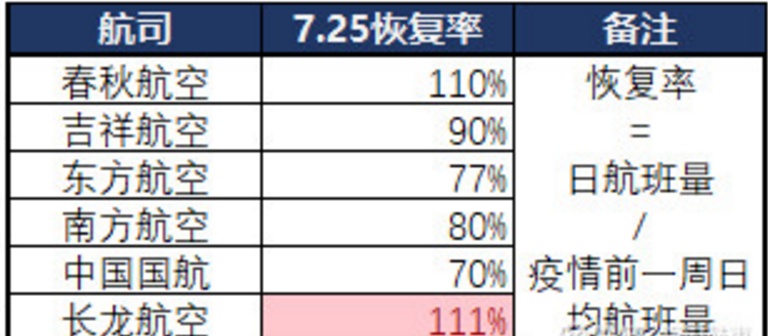 航司 7.25恢复率 备注
春秋航空 110% 恢复率
吉祥航空 90% =
东方航空 77% 日航班量
南方航空 80% /
中国国航 70% 疫情前一周日
长龙航空 111% 均航班量